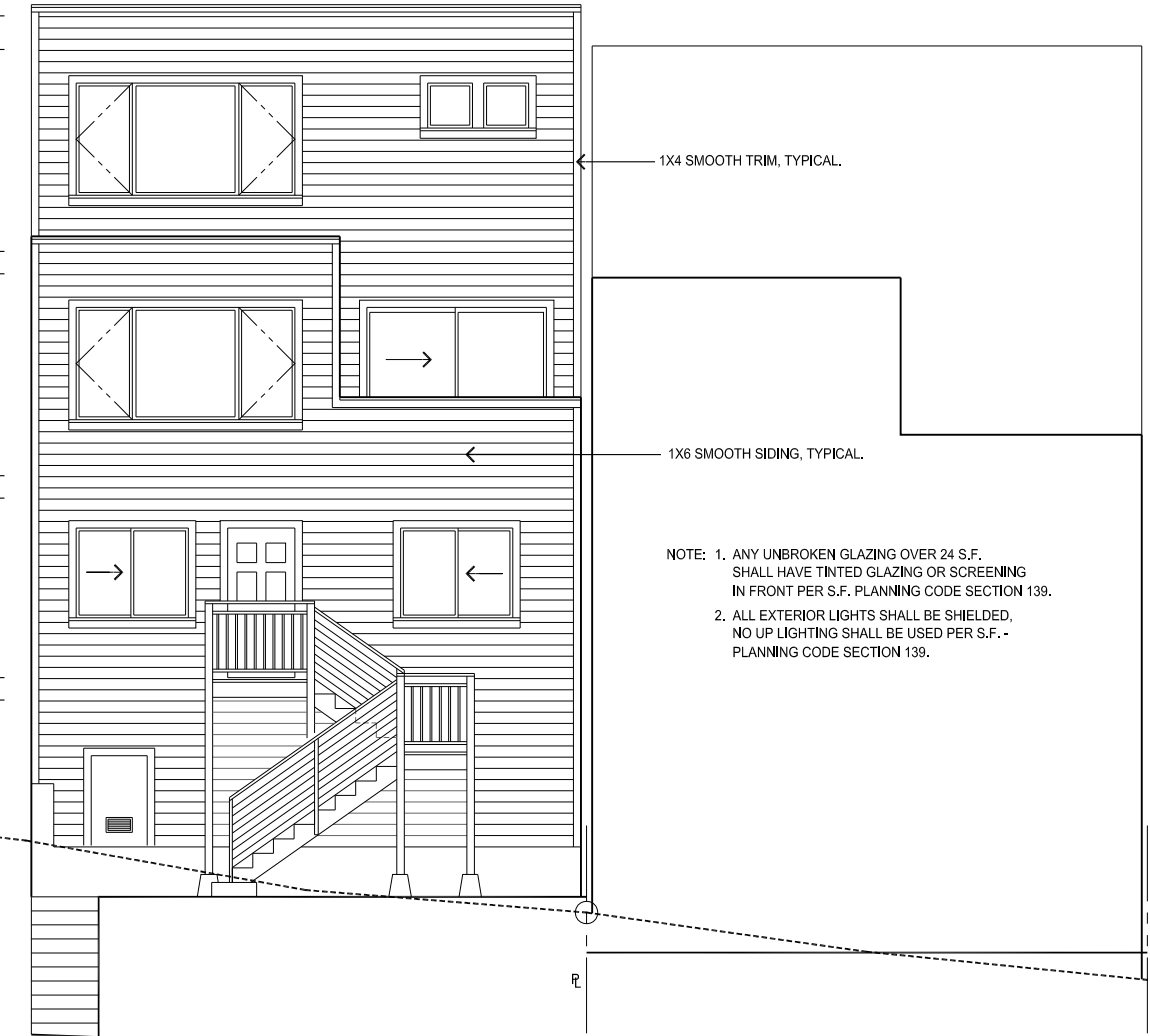 1X4 SMOOTH TRIM, TYPICAL.
1X6 SMOOTH SIDING, TYPICAL.
NOTE: 1. ANY UNBROKEN GLAZING OVER 24 S.F.
SHALL HAVE TINTED GLAZING OR SCREENING
IN FRONT PER S.F. PLANNING CODE SECTION 139.
2. ALL EXTERIOR LIGHTS SHALL BE SHIELDED,
NO UP LIGHTING SHALL BE USED PER S.F. -
PLANNING CODE SECTION 139.
PL